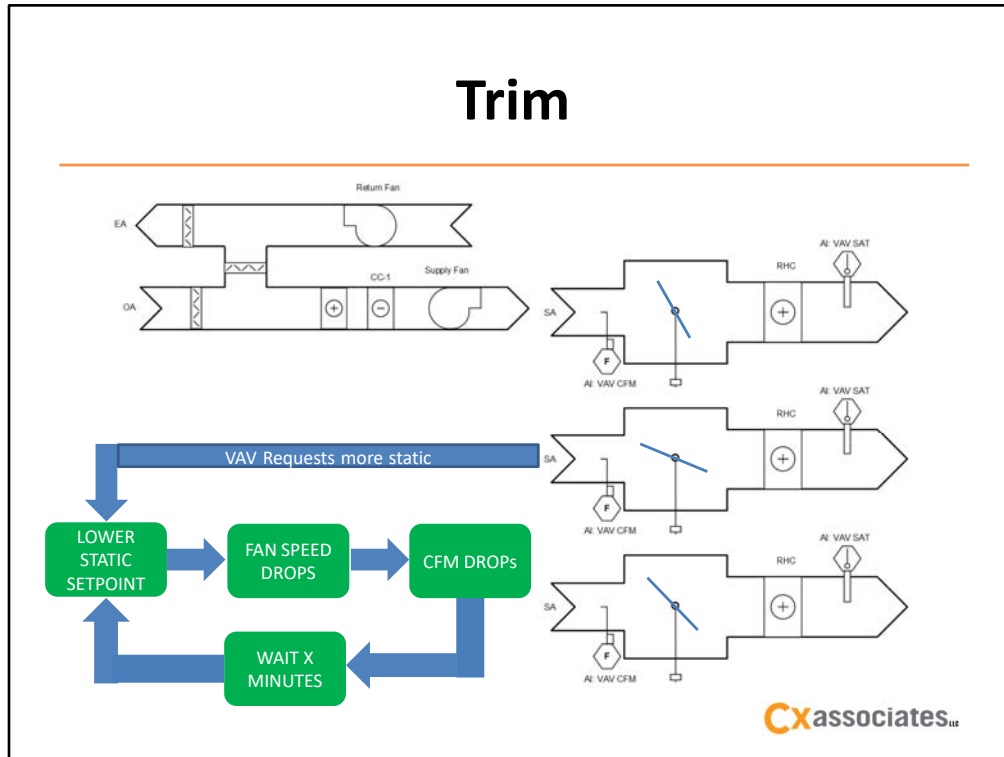 Trim
Return Fan
EA
CC-1
Supply Fan
OA
AI: VAV SAT
RHC
SA
F
AI: VAV CFM
AI: VAV SAT
RHC
VAV Requests more static
SA
F
AI: VAV CFM
LOWER
STATIC
SETPOINT
FAN SPEED
DROPS
CFM DROPs
AI: VAV SAT
RHC
SA
F
AI: VAV CFM
WAIT X
MINUTES
Cxassociates LLC